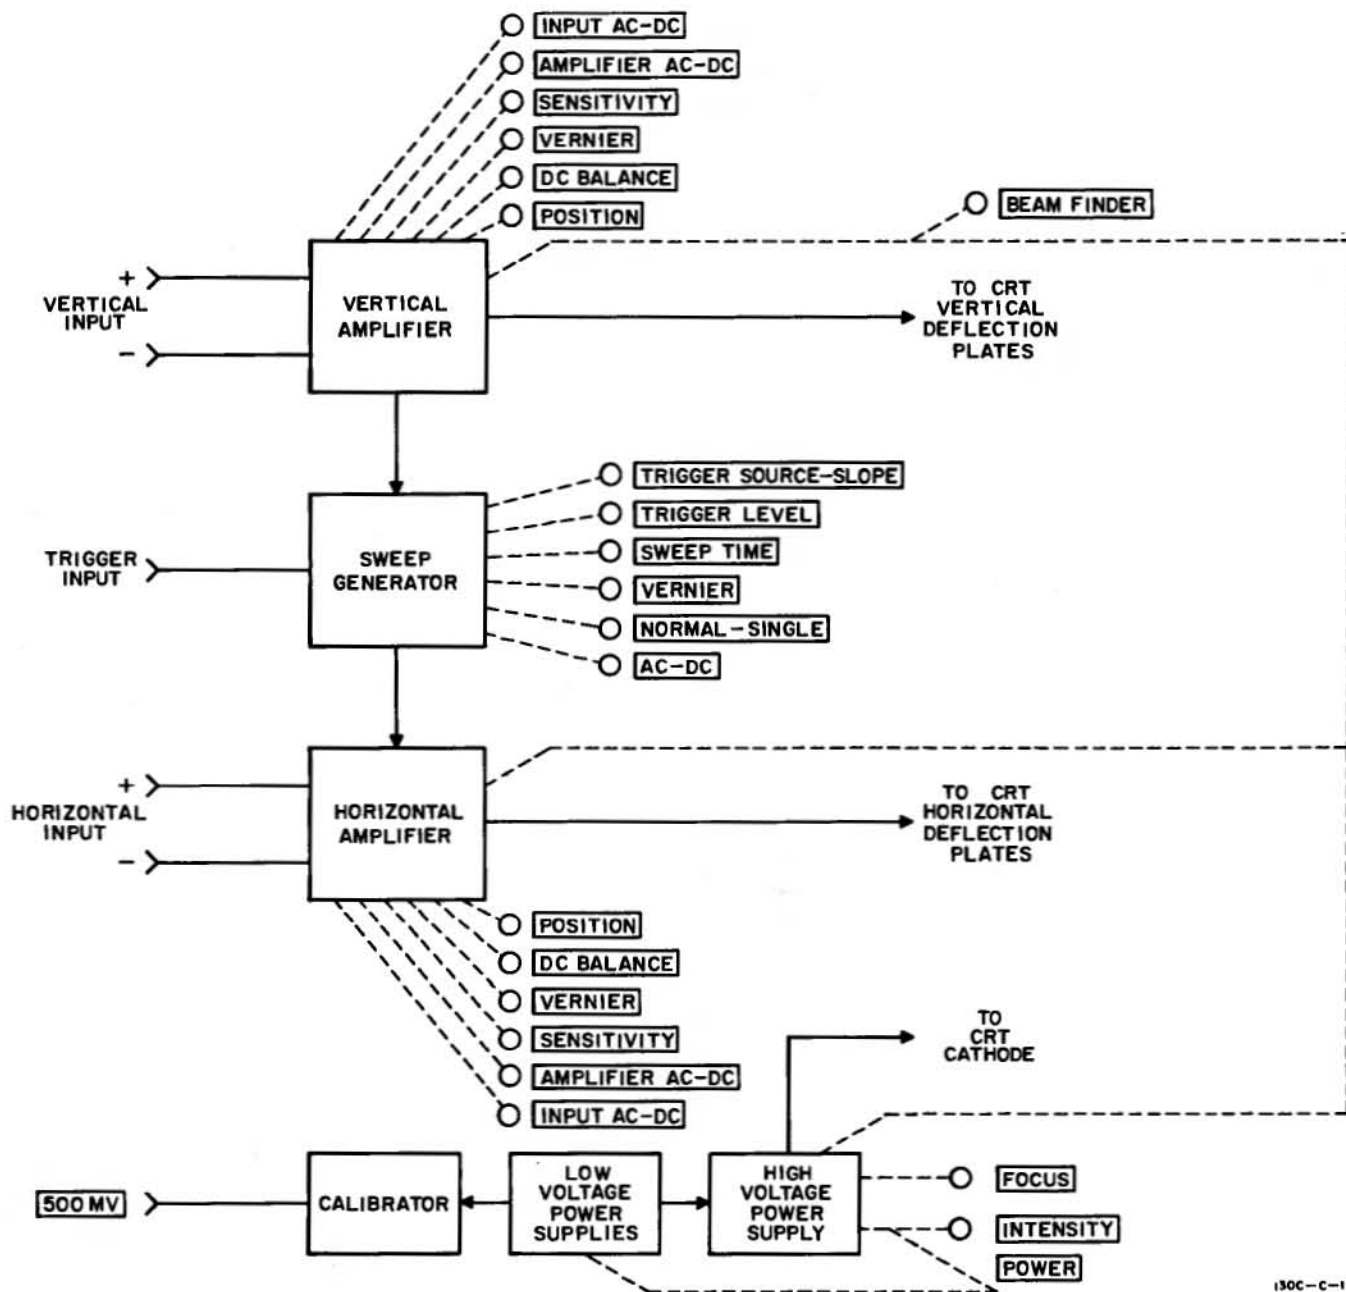 INPUT AC-DC
AMPLIFIER AC-DC
SENSITIVITY
VERNIER
DC BALANCE
POSITION
BEAM FINDER
+
VERTICAL
INPUT
-
VERTICAL
AMPLIFIER
TO CRT
VERTICAL
DEFLECTION
PLATES
TRIGGER SOURCE-SLOPE
TRIGGER LEVEL
SWEEP TIME
VERNIER
NORMAL-SINGLE
AC-DC
TRIGGER
INPUT
SWEEP
GENERATOR
+
HORIZONTAL
INPUT
-
HORIZONTAL
AMPLIFIER
TO CRT
HORIZONTAL
DEFLECTION
PLATES
POSITION
DC BALANCE
VERNIER
SENSITIVITY
AMPLIFIER AC-DC
INPUT AC-DC
TO
CRT
CATHODE
500 MV
CALIBRATOR
LOW
VOLTAGE
POWER
SUPPLIES
HIGH
VOLTAGE
POWER
SUPPLY
FOCUS
INTENSITY
POWER
130C-C-1